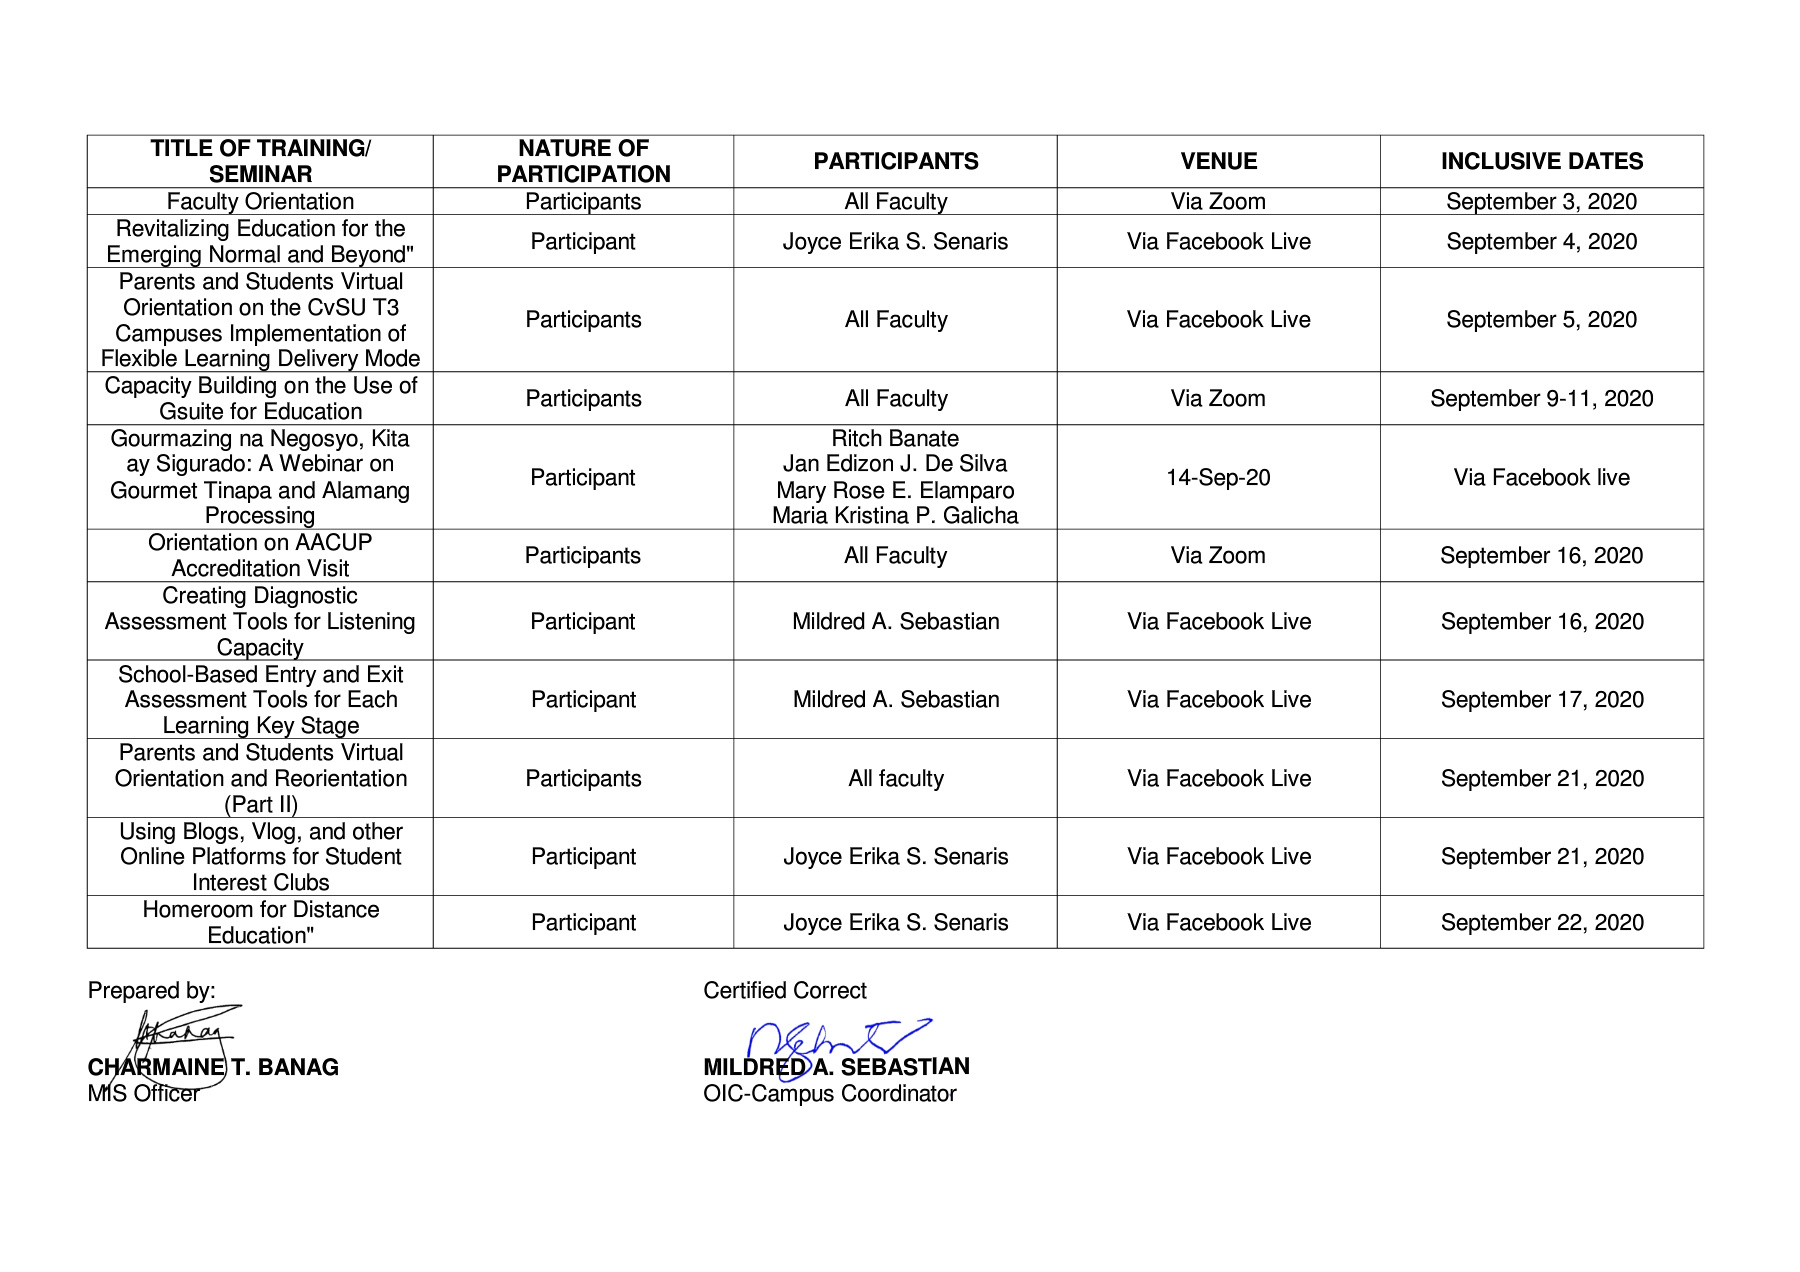 TITLE OF TRAINING/
SEMINAR
NATURE OF
PARTICIPATION
PARTICIPANTS
VENUE
INCLUSIVE DATES
Faculty Orientation
Participants
All Faculty
Via Zoom
September 3, 2020
Revitalizing Education for the
Emerging Normal and Beyond"
Participant
Joyce Erika S. Senaris
Via Facebook Live
September 4, 2020
Parents and Students Virtual
Orientation on the CvSU T3
Campuses Implementation of
Flexible Learning Delivery Mode
Participants
All Faculty
Via Facebook Live
September 5, 2020
Capacity Building on the Use of
Gsuite for Education
Participants
All Faculty
Via Zoom
September 9-11, 2020
Gourmazing na Negosyo, Kita
ay Sigurado: A Webinar on
Gourmet Tinapa and Alamang
Processing
Participant
Ritch Banate
Jan Edizon J. De Silva
Mary Rose E. Elamparo
Maria Kristina P. Galicha
14-Sep-20
Via Facebook live
Orientation on AACUP
Accreditation Visit
Participants
All Faculty
Via Zoom
September 16, 2020
Creating Diagnostic
Assessment Tools for Listening
Capacity
Participant
Mildred A. Sebastian
Via Facebook Live
September 16, 2020
School-Based Entry and Exit
Assessment Tools for Each
Learning Key Stage
Participant
Mildred A. Sebastian
Via Facebook Live
September 17, 2020
Parents and Students Virtual
Orientation and Reorientation
(Part II)
Participants
All faculty
Via Facebook Live
September 21, 2020
Using Blogs, Vlog, and other
Online Platforms for Student
Interest Clubs
Participant
Joyce Erika S. Senaris
Via Facebook Live
September 21, 2020
Homeroom for Distance
Education"
Participant
Joyce Erika S. Senaris
Via Facebook Live
September 22, 2020
Prepared by:
CHARMAINE T. BANAG
MIS Officer
Certified Correct
MILDRED A. SEBASTIAN
OIC-Campus Coordinator